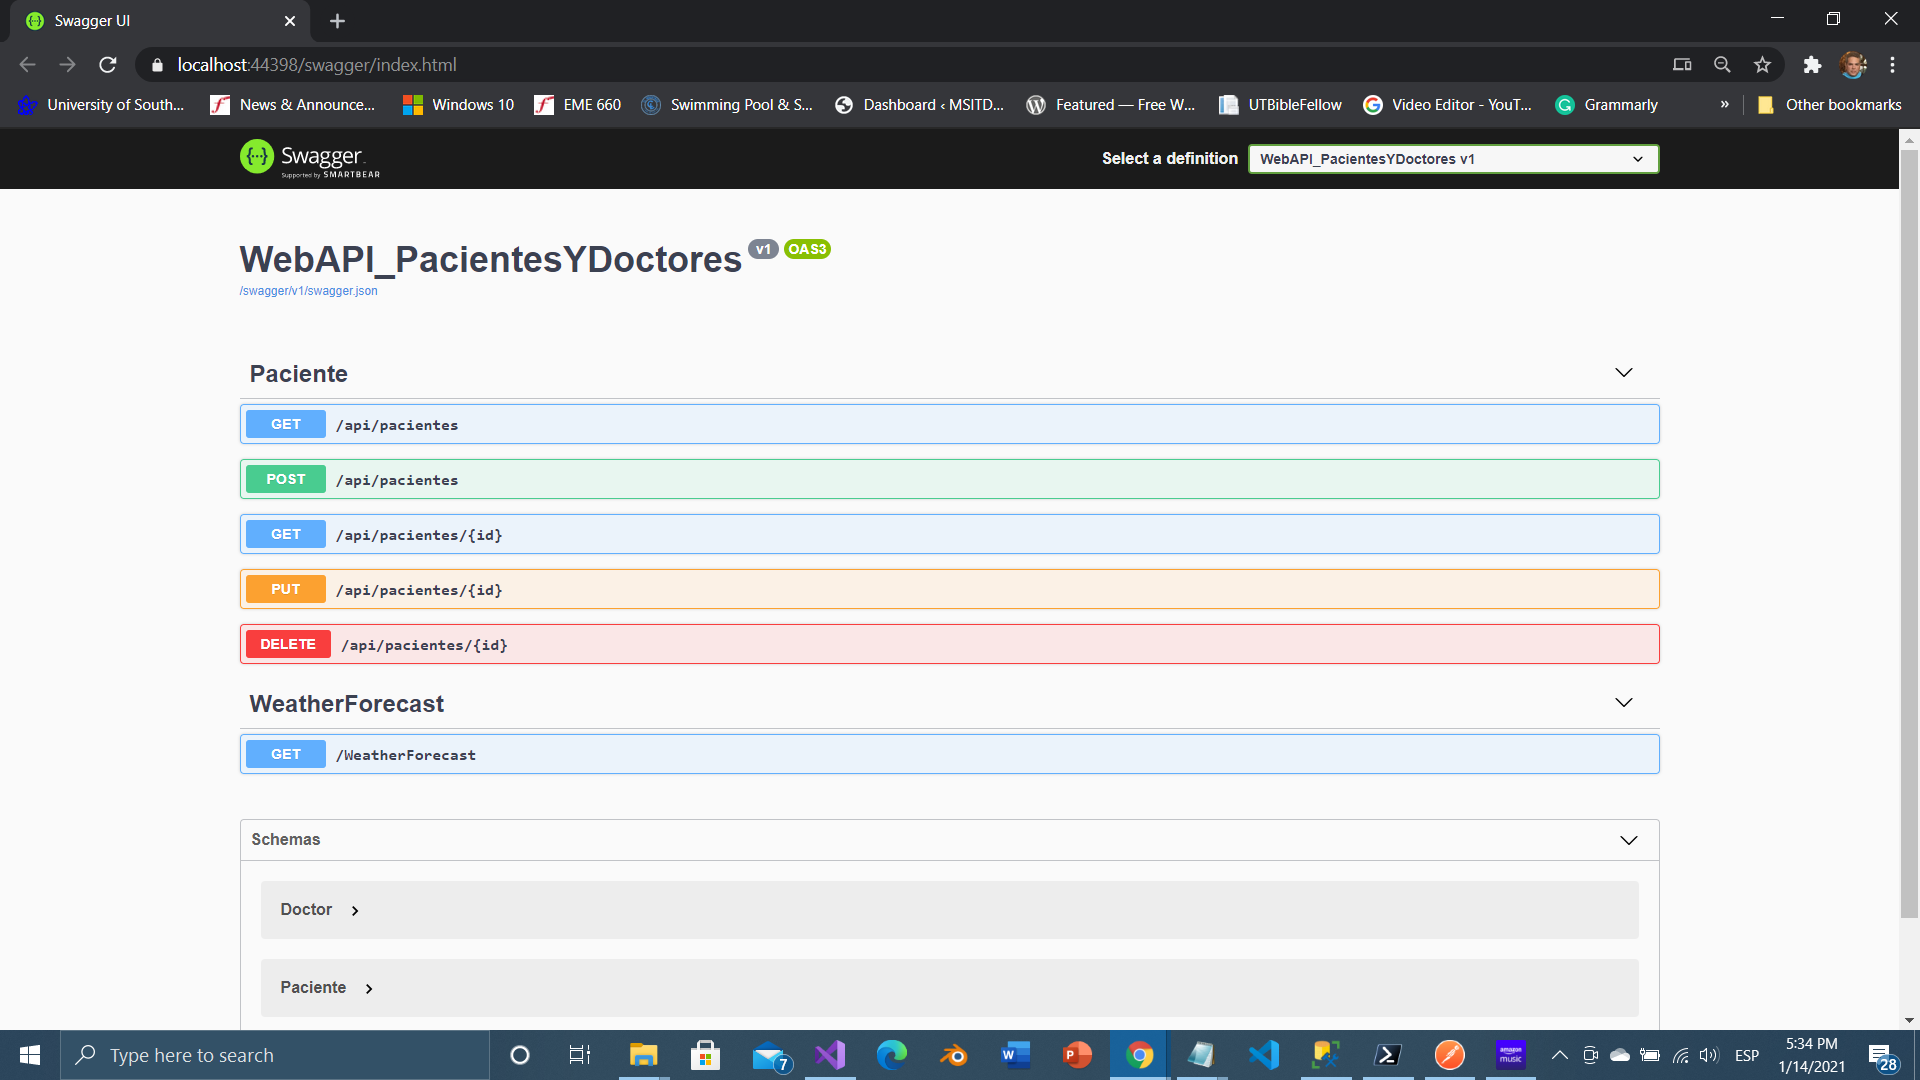 Swagger UI
localhost:44398/swagger/index.html
University of South...
News & Announce...
Windows 10
EME 660
Swimming Pool & S...
Dashboard ‹ MSITD...
Featured — Free W...
UTBibleFellow
Video Editor - YouT...
Grammarly
»
Other bookmarks
Swagger
Supported by SMARTBEAR
Select a definition
WebAPI_PacientesYDoctores v1
WebAPI_PacientesYDoctores v1 OAS3
/swagger/v1/swagger.json
Paciente
GET /api/pacientes
POST /api/pacientes
GET /api/pacientes/{id}
PUT /api/pacientes/{id}
DELETE /api/pacientes/{id}
WeatherForecast
GET /WeatherForecast
Schemas
Doctor
Paciente
Type here to search
7
amazon music
ESP
5:34 PM
1/14/2021
28